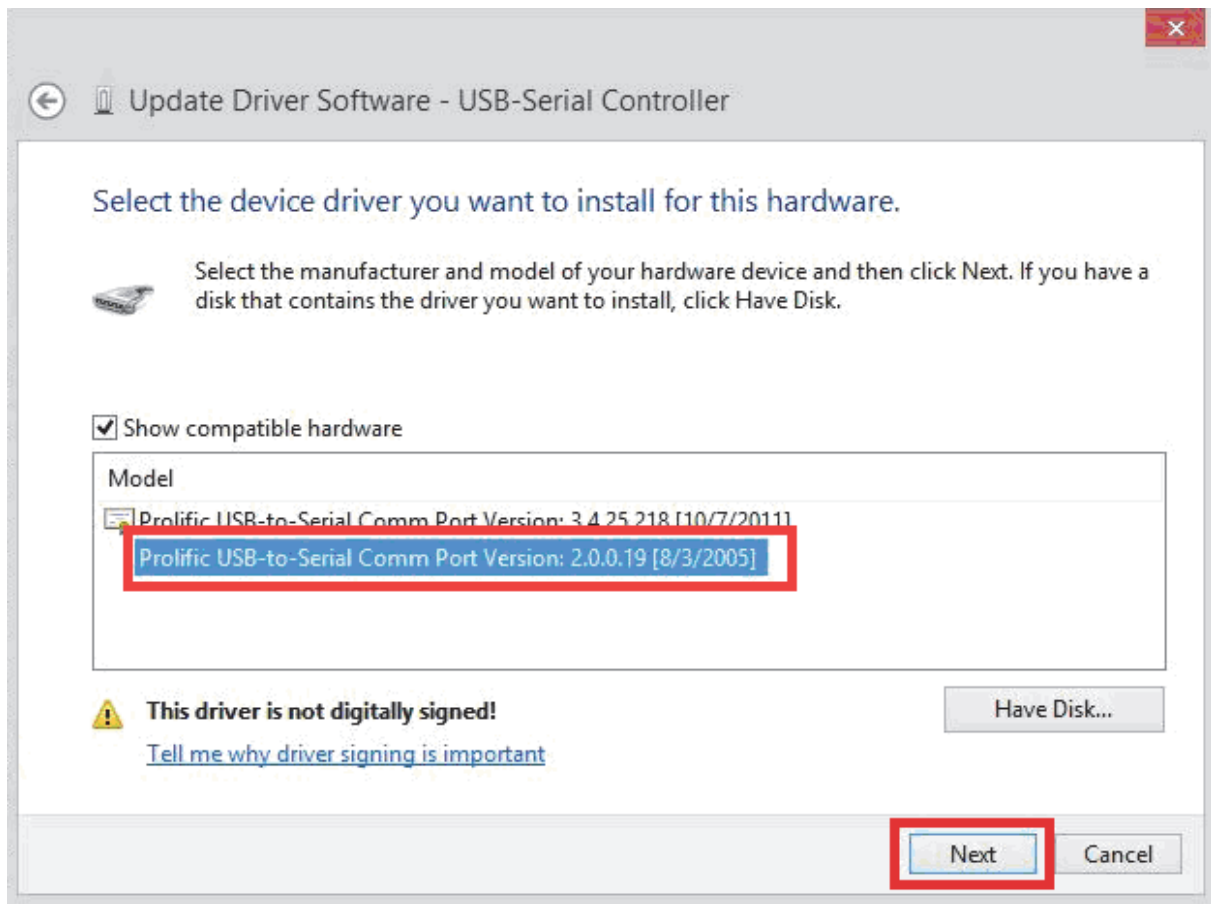 Update Driver Software - USB-Serial Controller
Select the device driver you want to install for this hardware.
Select the manufacturer and model of your hardware device and then click Next. If you have a
disk that contains the driver you want to install, click Have Disk.
Show compatible hardware
Model
Prolific USB-to-Serial Comm Port Version: 3.4.25.218 [10/7/2011]
Prolific USB-to-Serial Comm Port Version: 2.0.0.19 [8/3/2005]
This driver is not digitally signed!
Have Disk...
Tell me why driver signing is important
Next
Cancel